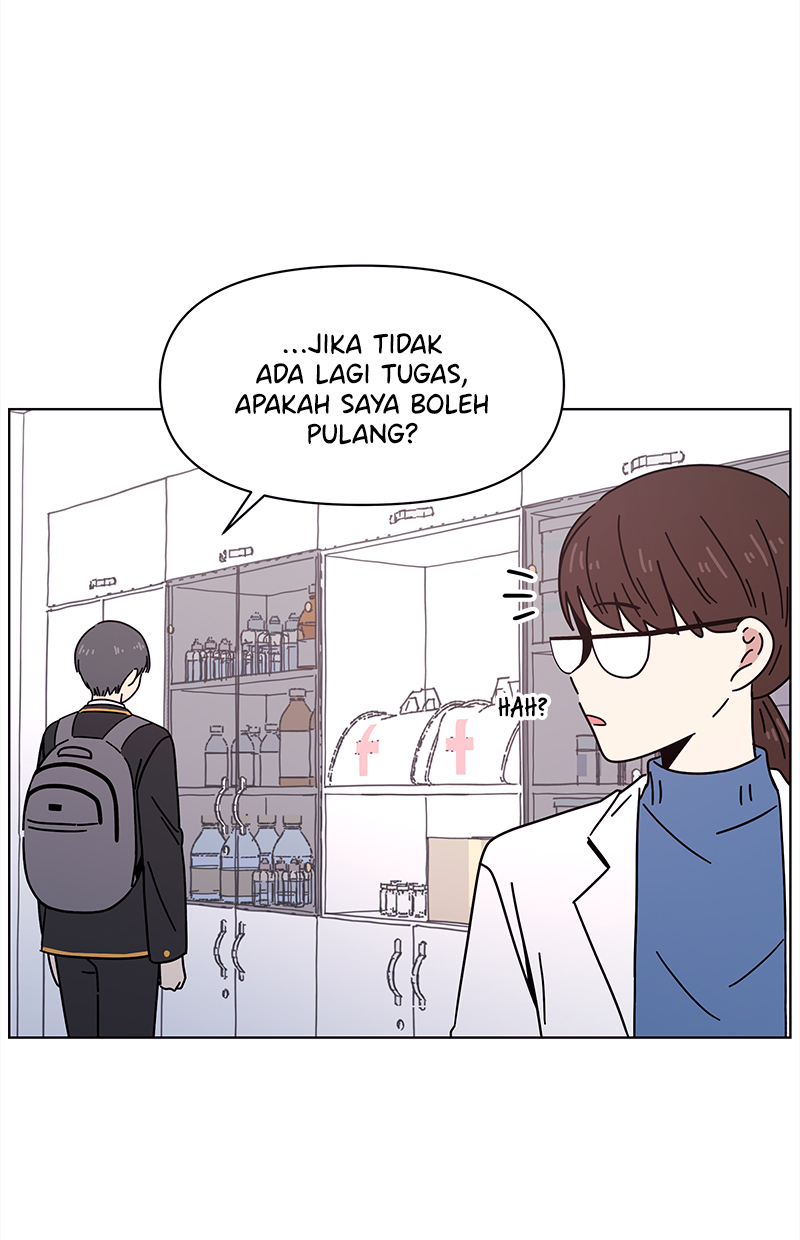 ...JIKA TIDAK
ADA LAGI TUGAS,
APAKAH SAYA BOLEH
PULANG?
HAH?